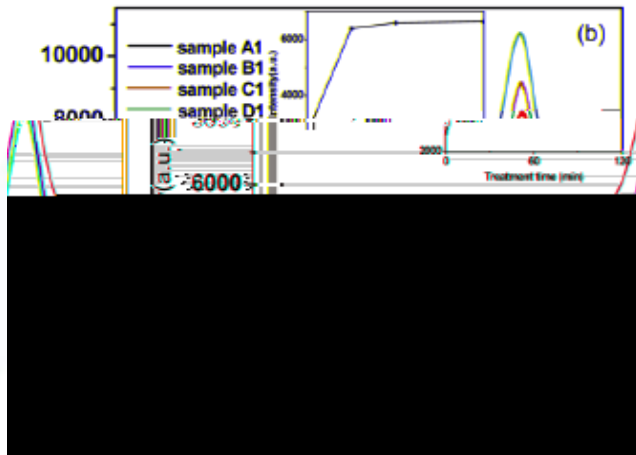 10000
sample A1
sample B1
sample C1
sample D1
6000
4000
Intensity(a.u.)
(b)
8000
(a.u.)
6000
2000
0
60
Treatment time (min)